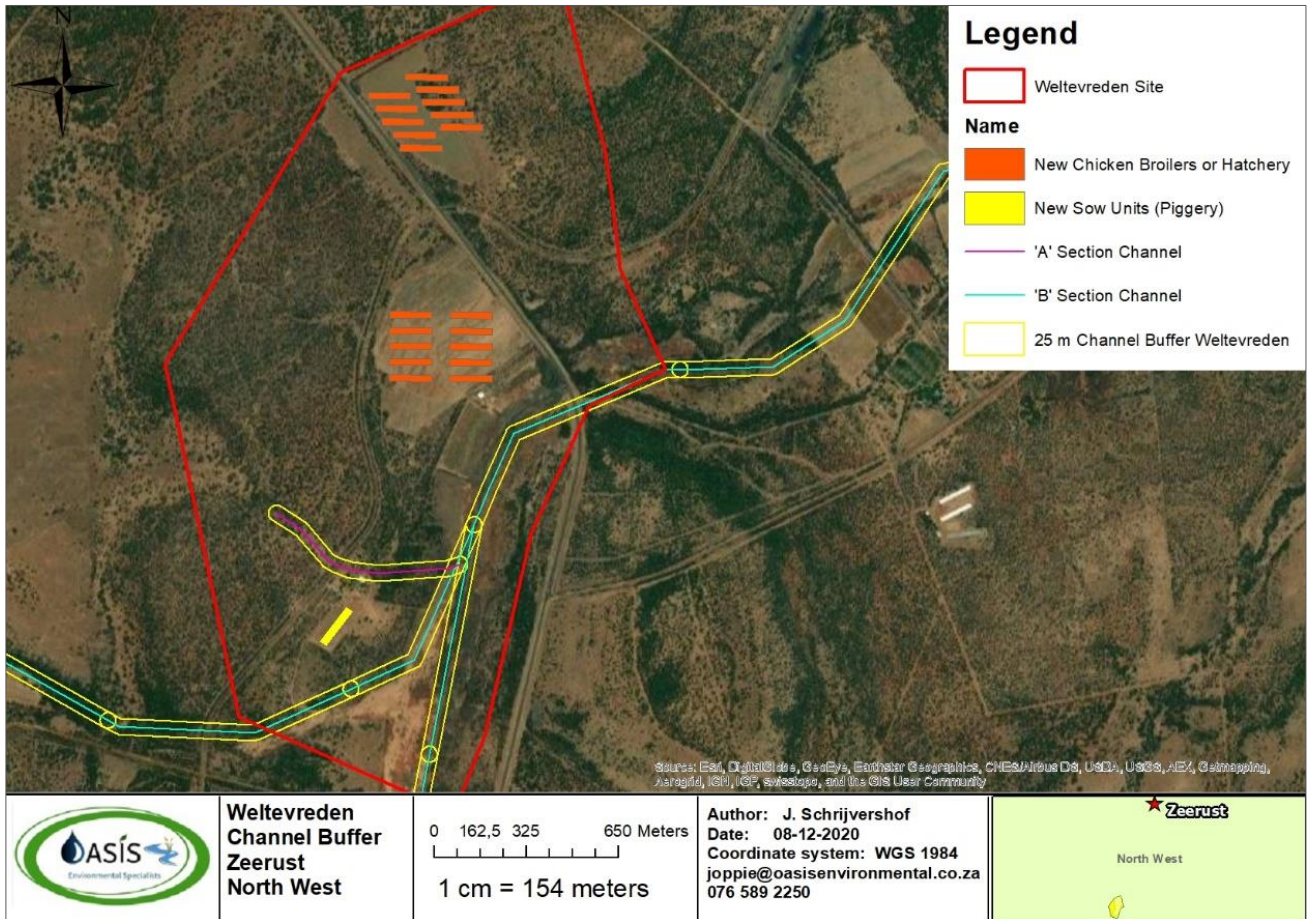 N
Legend
Weltevreden Site
Name
New Chicken Broilers or Hatchery
New Sow Units (Piggery)
'A' Section Channel
'B' Section Channel
25 m Channel Buffer Weltevreden
Source: Esri, DigitalGlobe, GeoEye, Earthstar Geographics, CNES/Airbus DS, USDA, USGS, AEX, Getmapping,
Aerogrid, IGN, IGP, swisstopo, and the GIS User Community
OASIS
Environmental Specialists
Weltevreden
Channel Buffer
Zeerust
North West
0 162,5 325 650 Meters
1 cm = 154 meters
Author: J. Schrijvershof
Date: 08-12-2020
Coordinate system: WGS 1984
joppie@oasisenvironmental.co.za
076 589 2250
Zeerust
North West